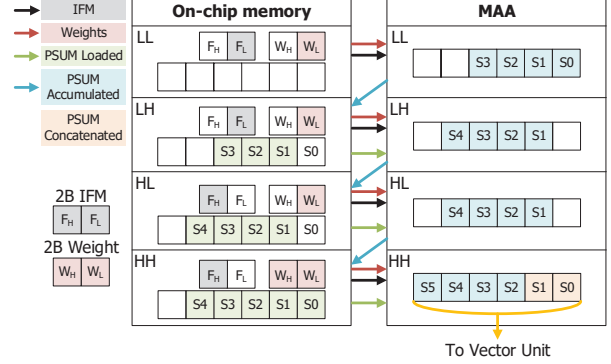 IFM
Weights
PSUM Loaded
PSUM
Accumulated
PSUM
Concatenated
2B IFM
FH FL
2B Weight
WH WL
On-chip memory
LL
FH FL WH WL
LH
FH FL WH WL
S3 S2 S1 S0
HL
FH FL WH WL
S4 S3 S2 S1 S0
HH
FH FL WH WL
S4 S3 S2 S1 S0
MAA
LL
S3 S2 S1 S0
LH
S4 S3 S2 S1
HL
S4 S3 S2 S1
HH
S5 S4 S3 S2 S1 S0
To Vector Unit